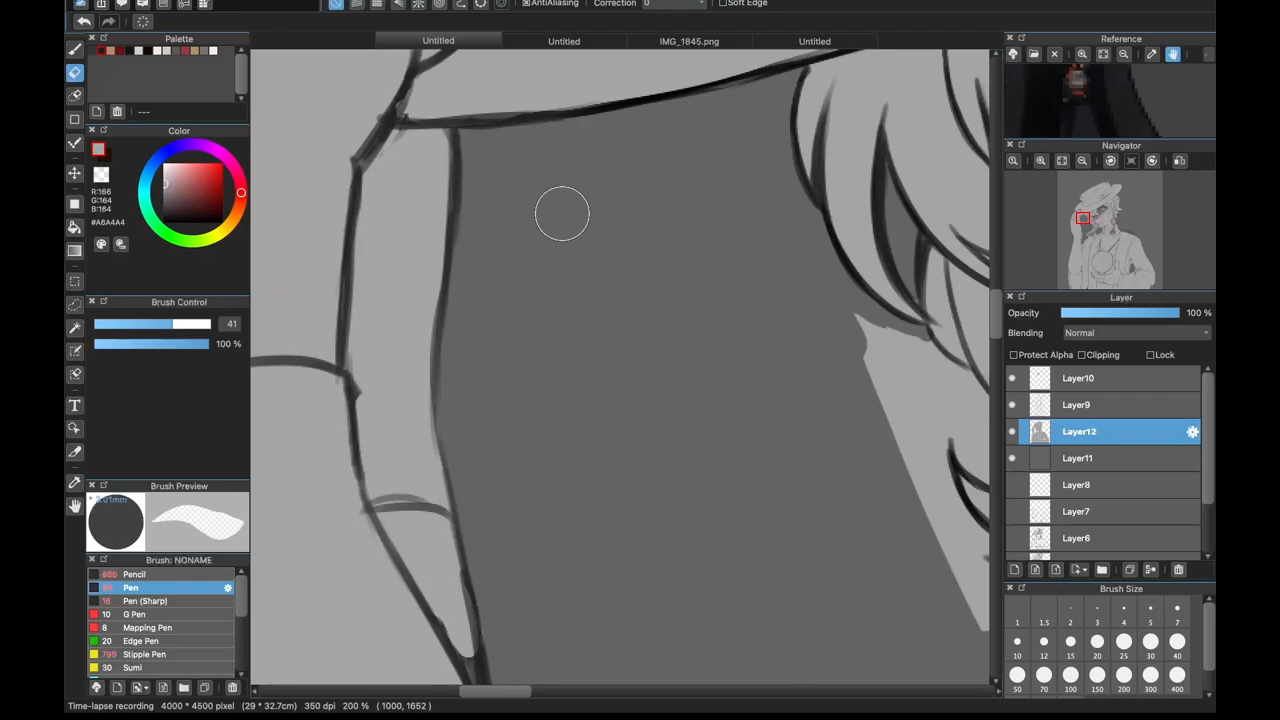 AntiAliasing
Correction
0
Soft Edge
Palette
Untitled
Untitled
IMG_1845.png
Untitled
Reference
---
Color
R:166
G:164
B:164
#A6A4A4
Navigator
Brush Control
41
100 %
Layer
Opacity
100 %
Blending
Normal
Protect Alpha
Clipping
Lock
Layer10
Layer9
Layer12
Layer11
Layer8
Layer7
Layer6
Brush Preview
Brush: NONAME
885 Pencil
Pen
16 Pen (Sharp)
10 G Pen
8 Mapping Pen
20 Edge Pen
799 Stipple Pen
30 Sumi
Brush Size
1 1.5 2 3 4 5 7
10 12 15 20 25 30 40
50 70 100 150 200 300 400
Time-lapse recording 4000 * 4500 pixel (29 * 32.7cm) 350 dpi 200 % ( 1000, 1652 )